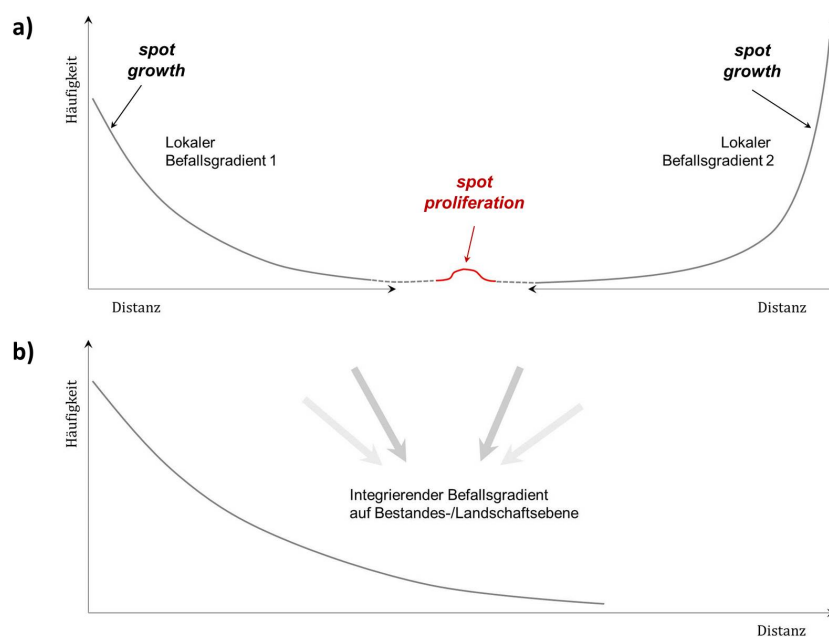 a)
Häufigkeit
spot
growth
Lokaler
Befallsgradient 1
spot
proliferation
spot
growth
Lokaler
Befallsgradient 2
Distanz
Distanz
b)
Häufigkeit
Integrierender Befallsgradient
auf Bestandes-/Landschaftsebene
Distanz